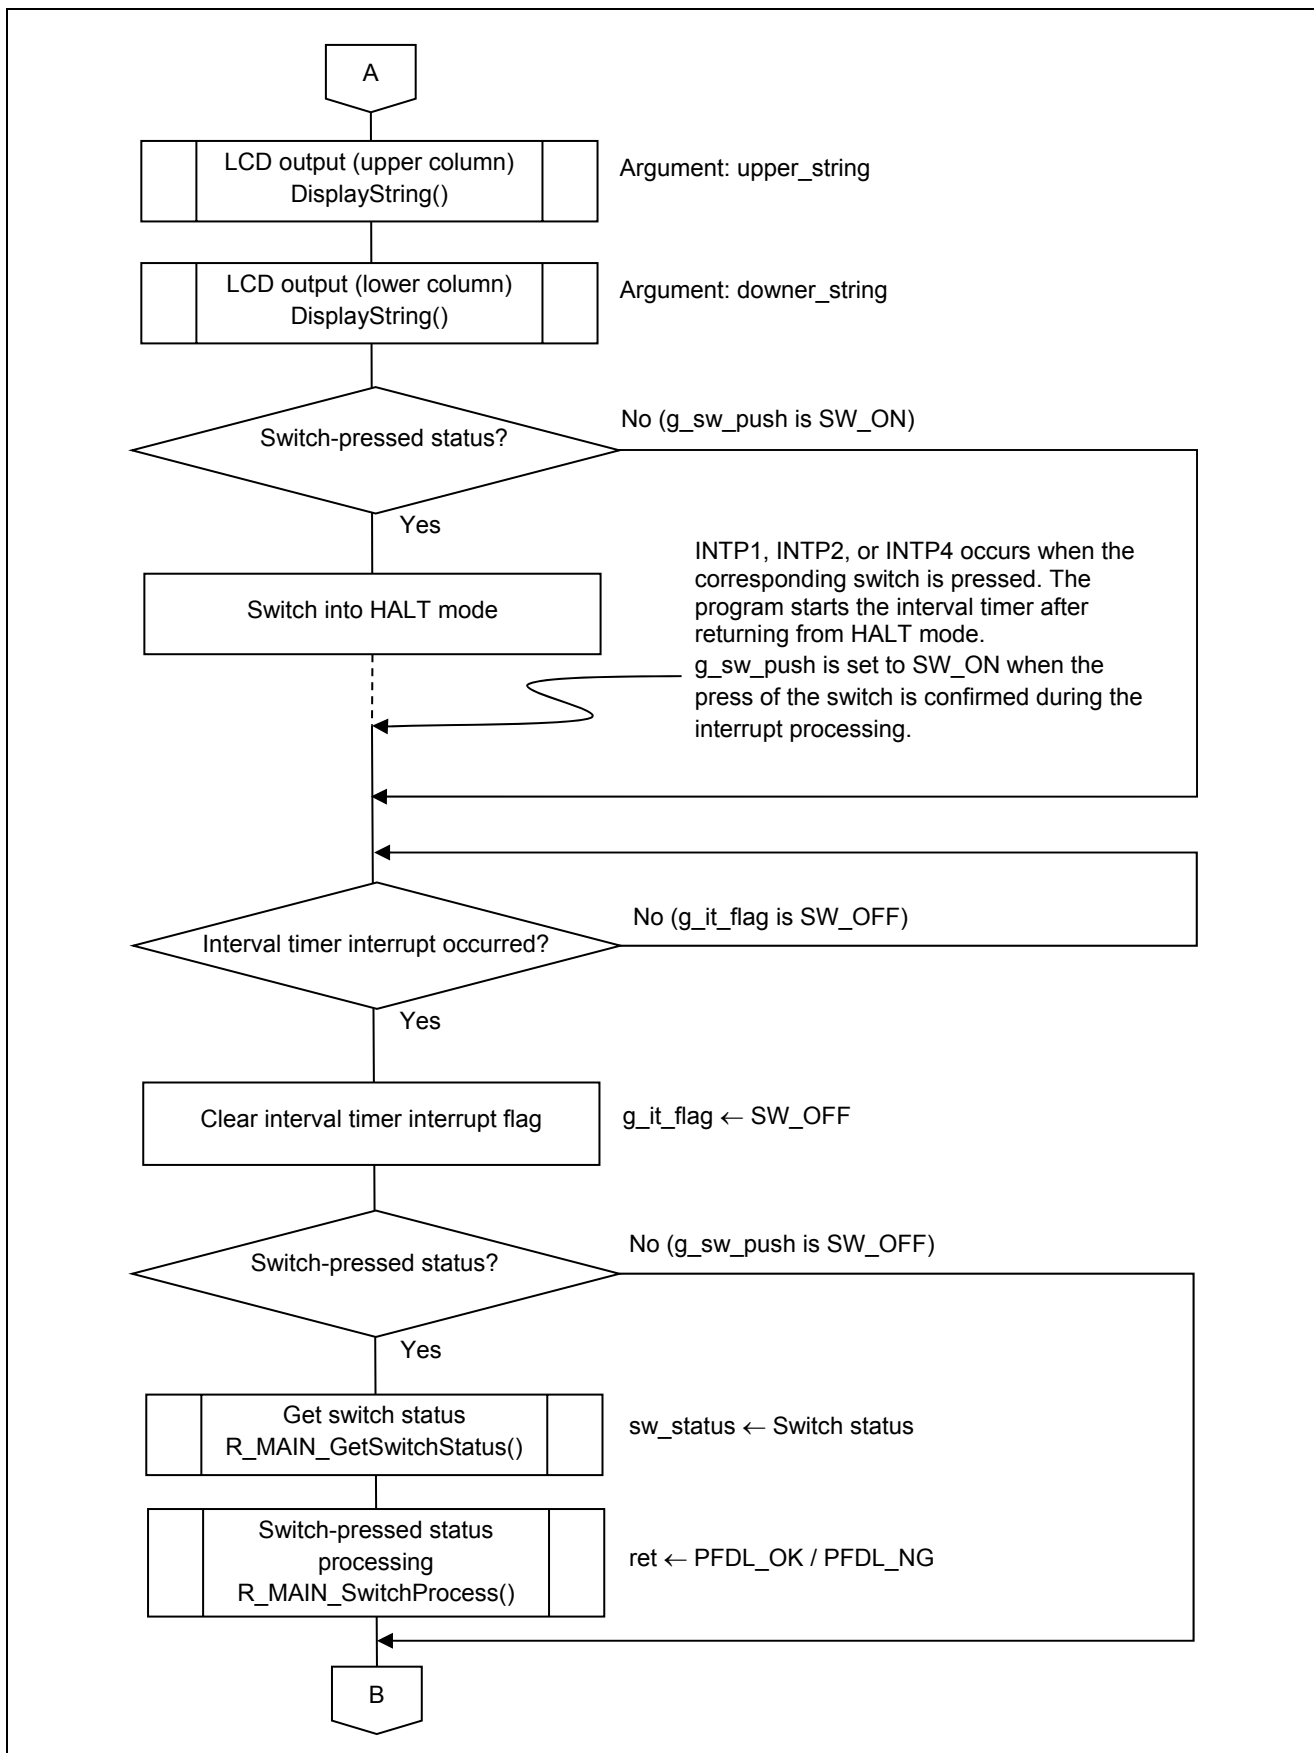 A
LCD output (upper column)
DisplayString()
Argument: upper_string
LCD output (lower column)
DisplayString()
Argument: downer_string
Switch-pressed status?
No (g_sw_push is SW_ON)
Yes
Switch into HALT mode
INTP1, INTP2, or INTP4 occurs when the
corresponding switch is pressed. The
program starts the interval timer after
returning from HALT mode.
g_sw_push is set to SW_ON when the
press of the switch is confirmed during the
interrupt processing.
Interval timer interrupt occurred?
No (g_it_flag is SW_OFF)
Yes
Clear interval timer interrupt flag
g_it_flag ← SW_OFF
Switch-pressed status?
No (g_sw_push is SW_OFF)
Yes
Get switch status
R_MAIN_GetSwitchStatus()
sw_status ← Switch status
Switch-pressed status
processing
R_MAIN_SwitchProcess()
ret ← PFDL_OK / PFDL_NG
B